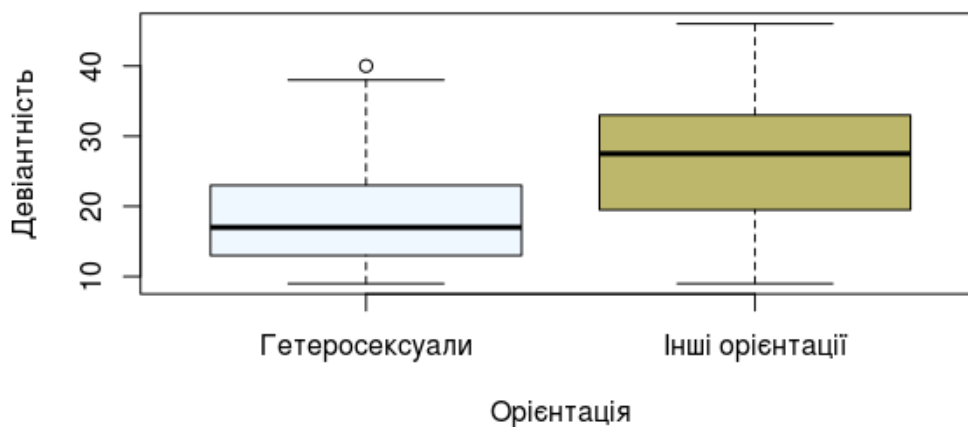 Девіантність
40
30
20
10
Гетеросексуали
Інші орієнтації
Орієнтація